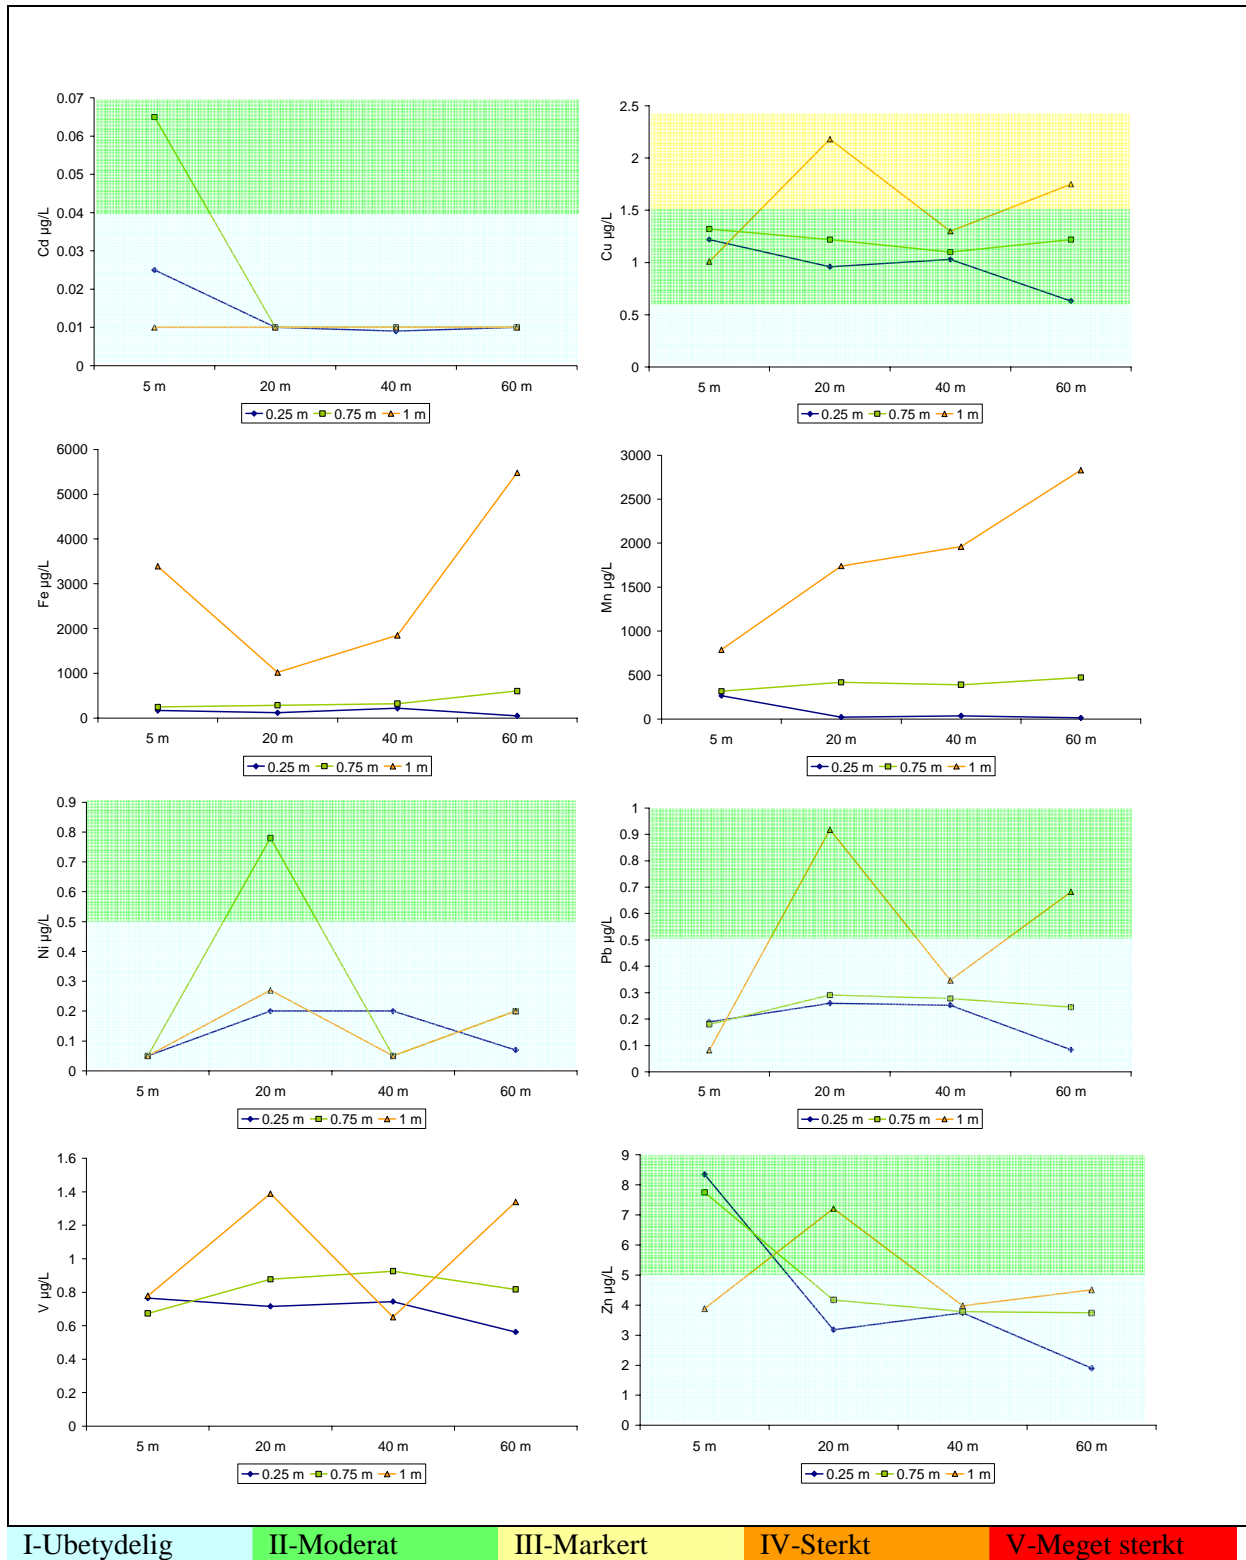 Cd µg/L
0.07
0.06
0.05
0.04
0.03
0.02
0.01
0
5 m 20 m 40 m 60 m
0.25 m 0.75 m 1 m
Cu µg/L
2.5
2
1.5
1
0.5
0
5 m 20 m 40 m 60 m
0.25 m 0.75 m 1 m
Fe µg/L
6000
5000
4000
3000
2000
1000
0
5 m 20 m 40 m 60 m
0.25 m 0.75 m 1 m
Mn µg/L
3000
2500
2000
1500
1000
500
0
5 m 20 m 40 m 60 m
0.25 m 0.75 m 1 m
Ni µg/L
0.9
0.8
0.7
0.6
0.5
0.4
0.3
0.2
0.1
0
5 m 20 m 40 m 60 m
0.25 m 0.75 m 1 m
Pb µg/L
1
0.9
0.8
0.7
0.6
0.5
0.4
0.3
0.2
0.1
0
5 m 20 m 40 m 60 m
0.25 m 0.75 m 1 m
V µg/L
1.6
1.4
1.2
1
0.8
0.6
0.4
0.2
0
5 m 20 m 40 m 60 m
0.25 m 0.75 m 1 m
Zn µg/L
9
8
7
6
5
4
3
2
1
0
5 m 20 m 40 m 60 m
0.25 m 0.75 m 1 m
I-Ubetydelig II-Moderat III-Markert IV-Sterkt V-Meget sterkt